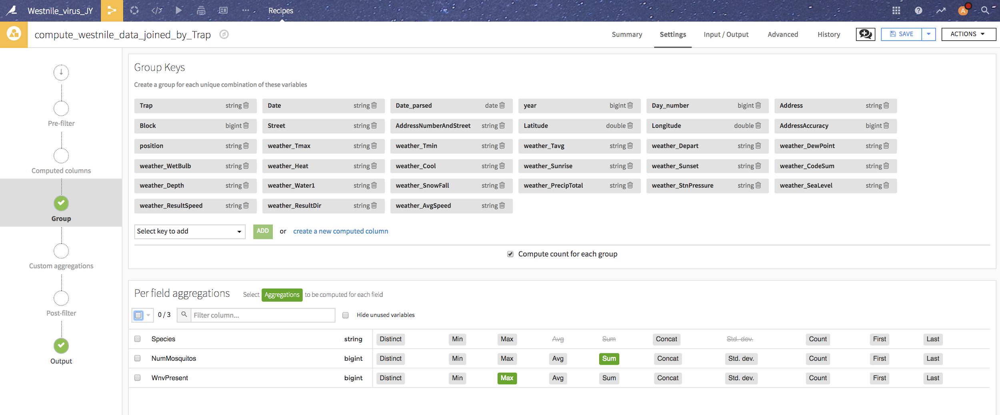 Westnile_virus_JY Recipes A
compute_westnile_data_joined_by_Trap Summary Settings Input / Output Advanced History SAVE ACTIONS
Pre-filter
Computed columns
Group
Custom aggregations
Post-filter
Output
Group Keys
Create a group for each unique combination of these variables
Trap string Date string Date_parsed date year bigint Day_number bigint Address string
Block bigint Street string AddressNumberAndStreet string Latitude double Longitude double AddressAccuracy bigint
position string weather_Tmax string weather_Tmin string weather_Tavg string weather_Depart string weather_DewPoint string
weather_WetBulb string weather_Heat string weather_Cool string weather_Sunrise string weather_Sunset string weather_CodeSum string
weather_Depth string weather_Water1 string weather_SnowFall string weather_PrecipTotal string weather_StnPressure string weather_SeaLevel string
weather_ResultSpeed string weather_ResultDir string weather_AvgSpeed string
Select key to add ADD or create a new computed column
Compute count for each group
Per field aggregations Select Aggregations to be computed for each field
0 / 3 Filter column... Hide unused variables
Species string Distinct Min Max Avg Sum Concat Std. dev. Count First Last
NumMosquitos bigint Distinct Min Max Avg Sum Concat Std. dev. Count First Last
WnvPresent bigint Distinct Min Max Avg Sum Concat Std. dev. Count First Last